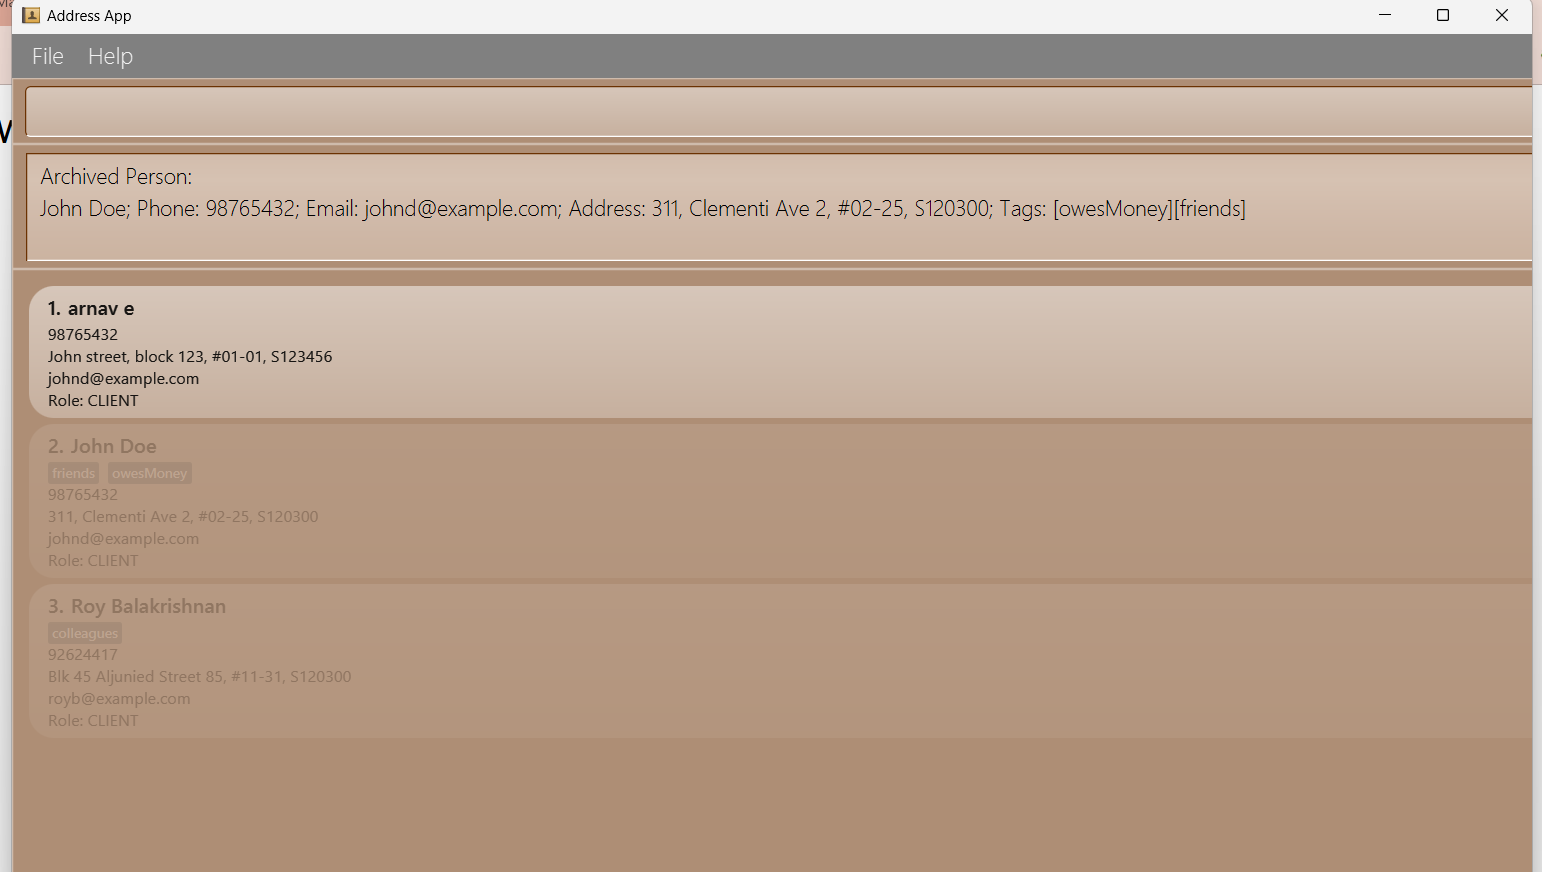 Address App
File Help
Archived Person:
John Doe; Phone: 98765432; Email: johnd@example.com; Address: 311, Clementi Ave 2, #02-25, S120300; Tags: [owesMoney][friends]
1. arnav e
98765432
John street, block 123, #01-01, S123456
johnd@example.com
Role: CLIENT
2. John Doe
friends owesMoney
98765432
311, Clementi Ave 2, #02-25, S120300
johnd@example.com
Role: CLIENT
3. Roy Balakrishnan
colleagues
92624417
Blk 45 Aljunied Street 85, #11-31, S120300
royb@example.com
Role: CLIENT